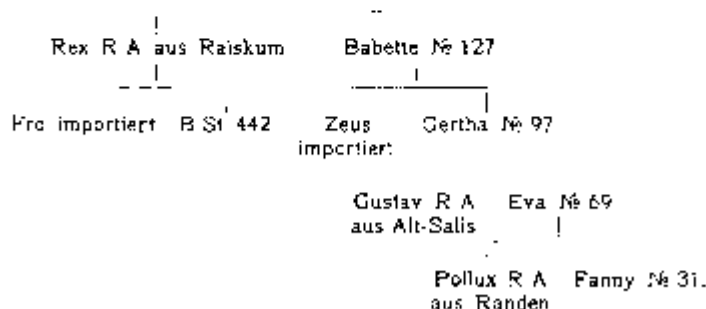 Rex R A aus Raiskum Babette № 127
importiert B St 442 Zeus Gertha № 97
importiert
Gustav R A Eva № 69
aus Alt-Salis
Pollux R A Fanny № 31.
aus Randen